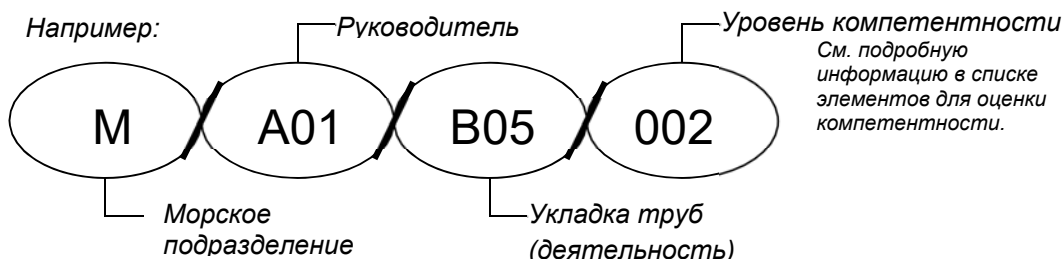 Например:
Руководитель
Уровень компетентности
См. подробную
информацию в списке
элементов для оценки
компетентности.
M / A01 / B05 / 002
Морское
подразделение
Укладка труб
(деятельность)